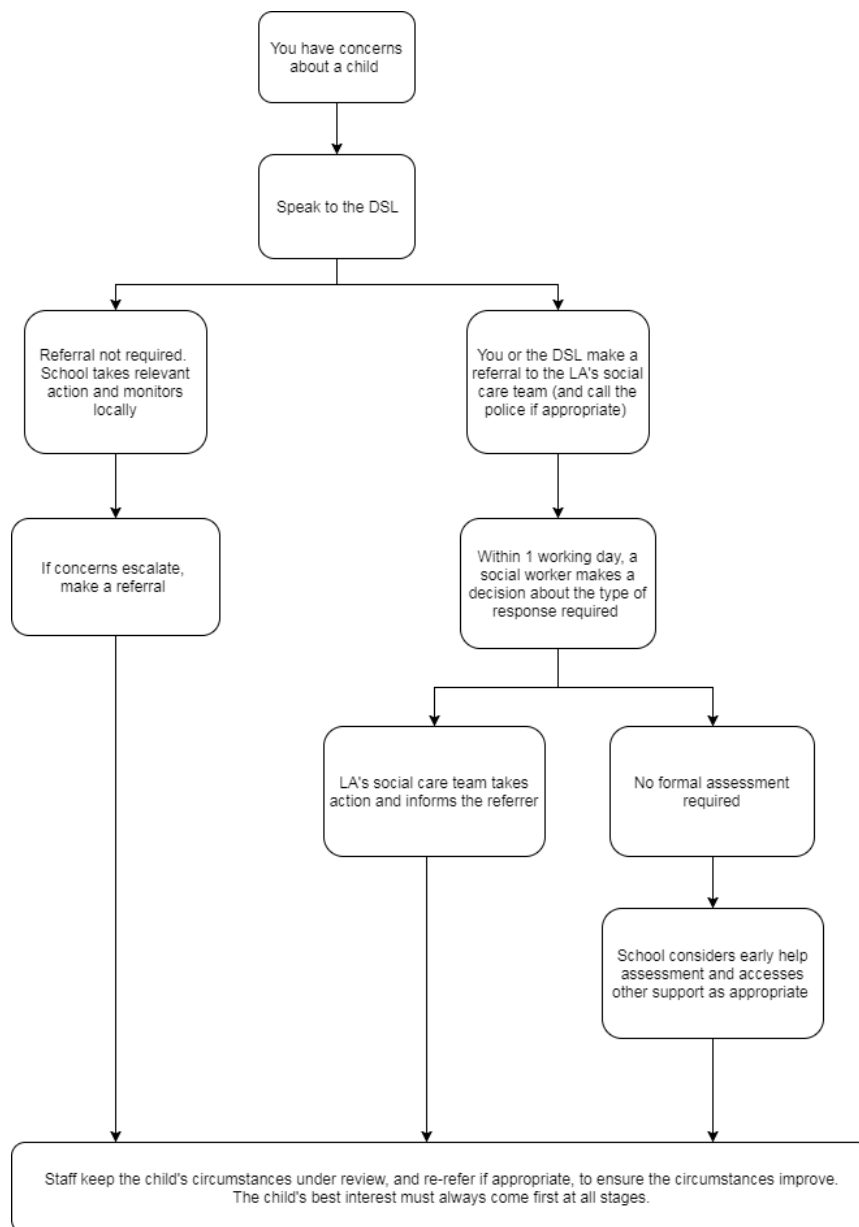 You have concerns
about a child
Speak to the DSL
Referral not required.
School takes relevant
action and monitors
locally
You or the DSL make a
referral to the LA's social
care team (and call the
police if appropriate)
If concerns escalate,
make a referral
Within 1 working day, a
social worker makes a
decision about the type of
response required
LA's social care team takes
action and informs the referrer
No formal assessment
required
School considers early help
assessment and accesses
other support as appropriate
Staff keep the child's circumstances under review, and re-refer if appropriate, to ensure the circumstances improve.
The child's best interest must always come first at all stages.